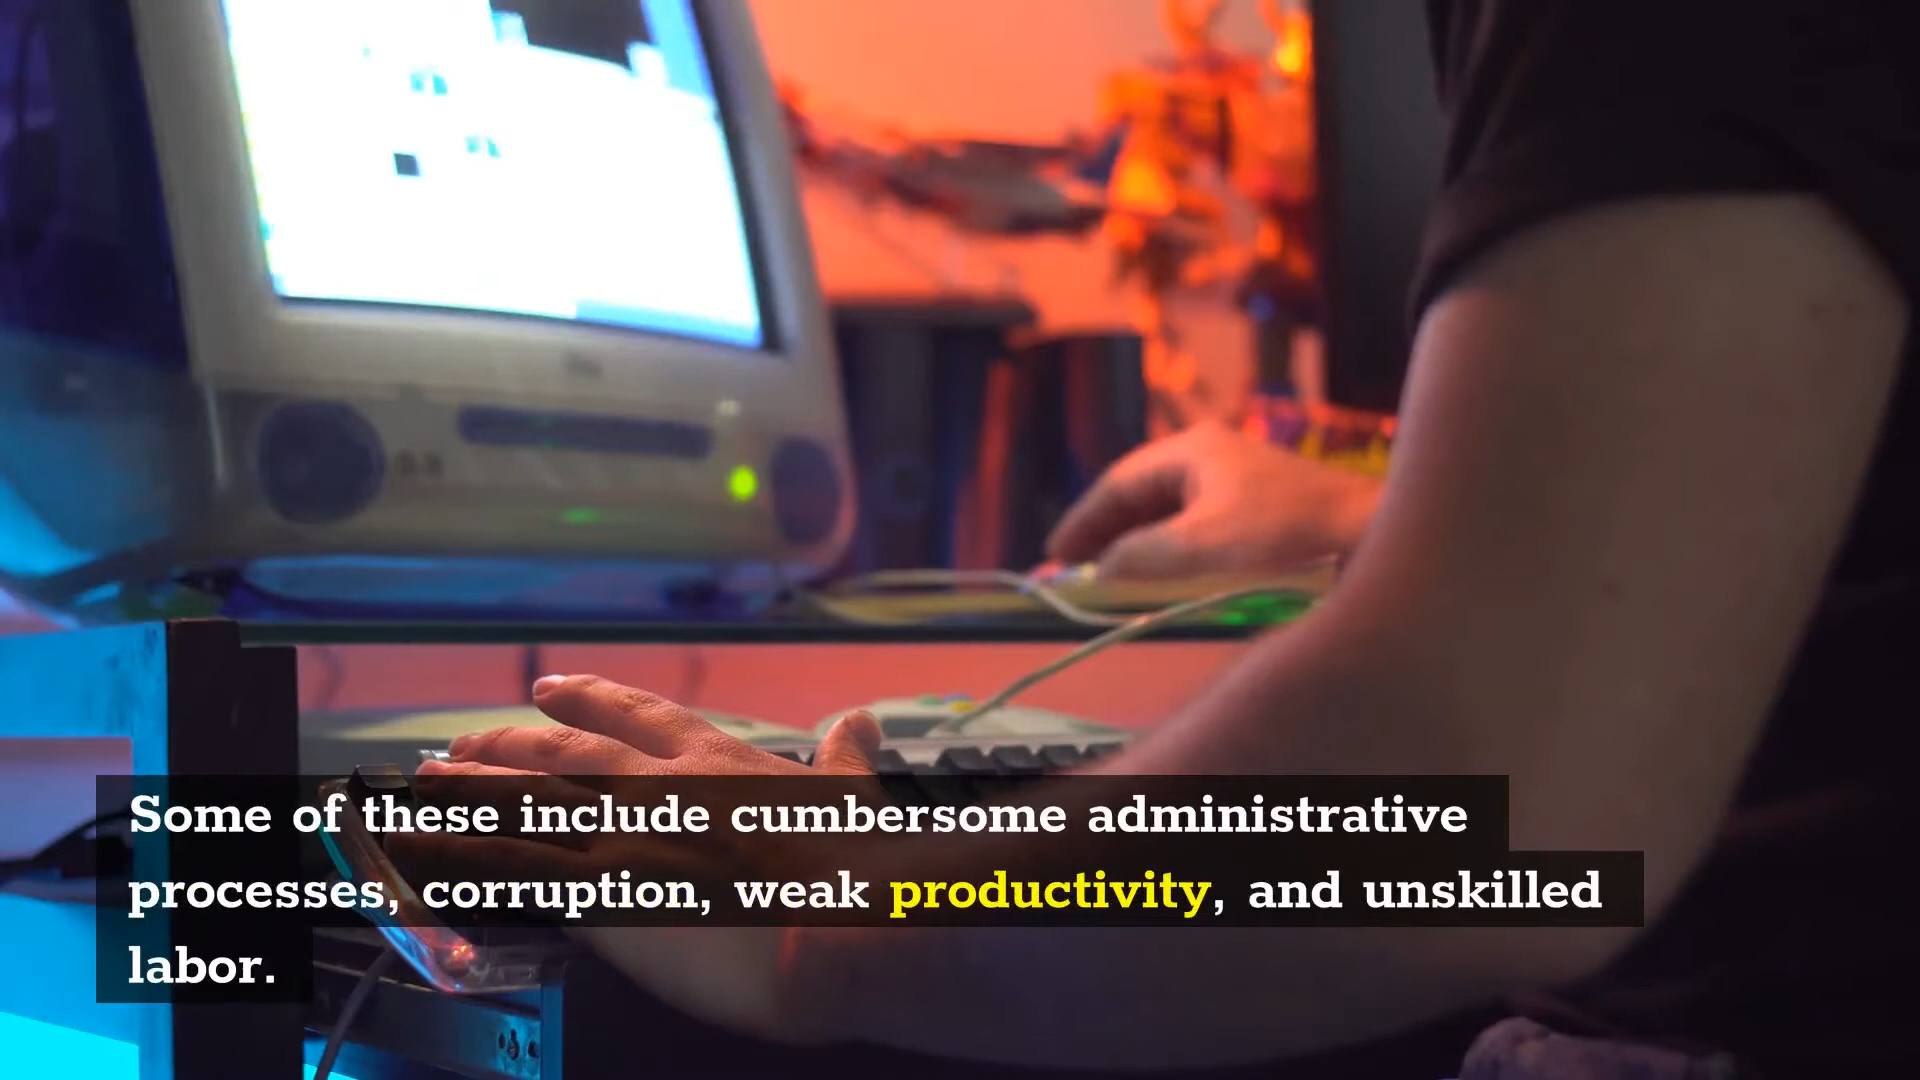 Some of these include cumbersome administrative
processes, corruption, weak productivity, and unskilled
labor.